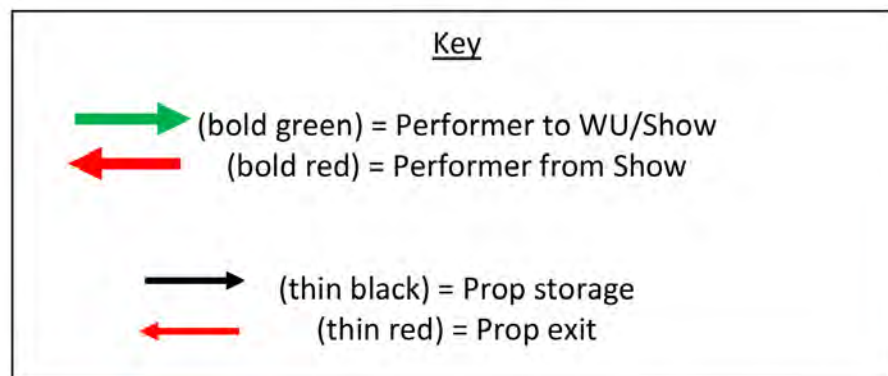 Key
(bold green) = Performer to WU/Show
(bold red) = Performer from Show
(thin black) = Prop storage
(thin red) = Prop exit